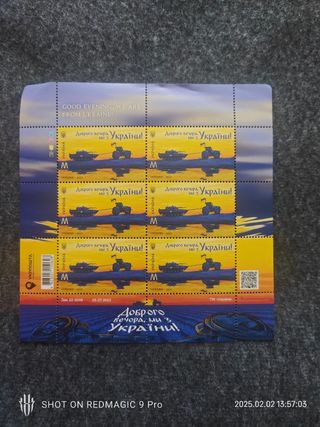 GOOD EVENING, WE ARE
FROM UKRAINE!
Доброго вечора,
ми з
України!
M
Доброго вечора,
ми з
України!
M
Доброго вечора,
ми з
України!
M
Доброго вечора,
ми з
України!
M
Доброго вечора,
ми з
України!
M
Доброго вечора,
ми з
України!
M
УКРПОШТА
ДОБРОГО
ВЕЧОРА, МИ З
УКРАЇНИ!
SHOT ON REDMAGIC 9 Pro
2025.02.02 13:57:03